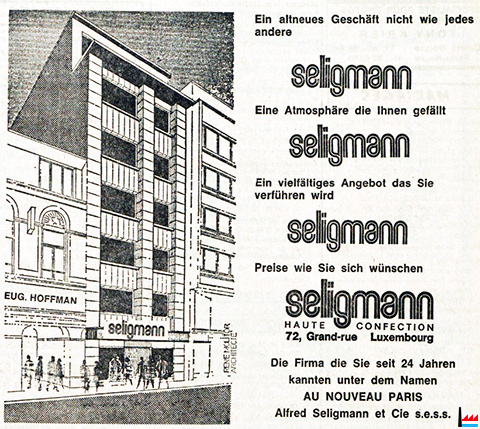 Ein altneues Geschäft nicht wie jedes
andere
seligmann
Eine Atmosphäre die Ihnen gefällt
seligmann
Ein vielfältiges Angebot das Sie
verführen wird
seligmann
Preise wie Sie sich wünschen
seligmann
HAUTE CONFECTION
72, Grand-rue Luxembourg
Die Firma die Sie seit 24 Jahren
kannten unter dem Namen
AU NOUVEAU PARIS
Alfred Seligmann et Cie s.e.s.s.
EUG. HOFFMAN
seligmann
ARCHITECTE